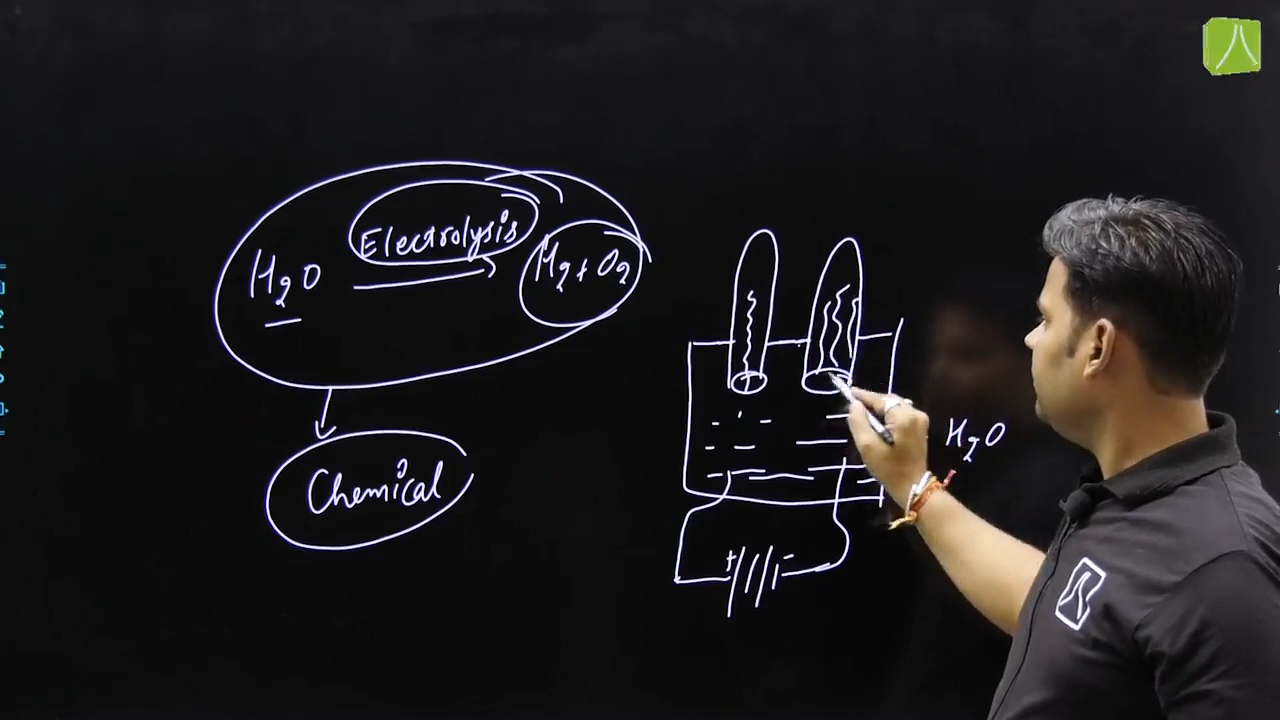 Electrolysis
H2O → H2 + O2
Chemical
H2O
+ -